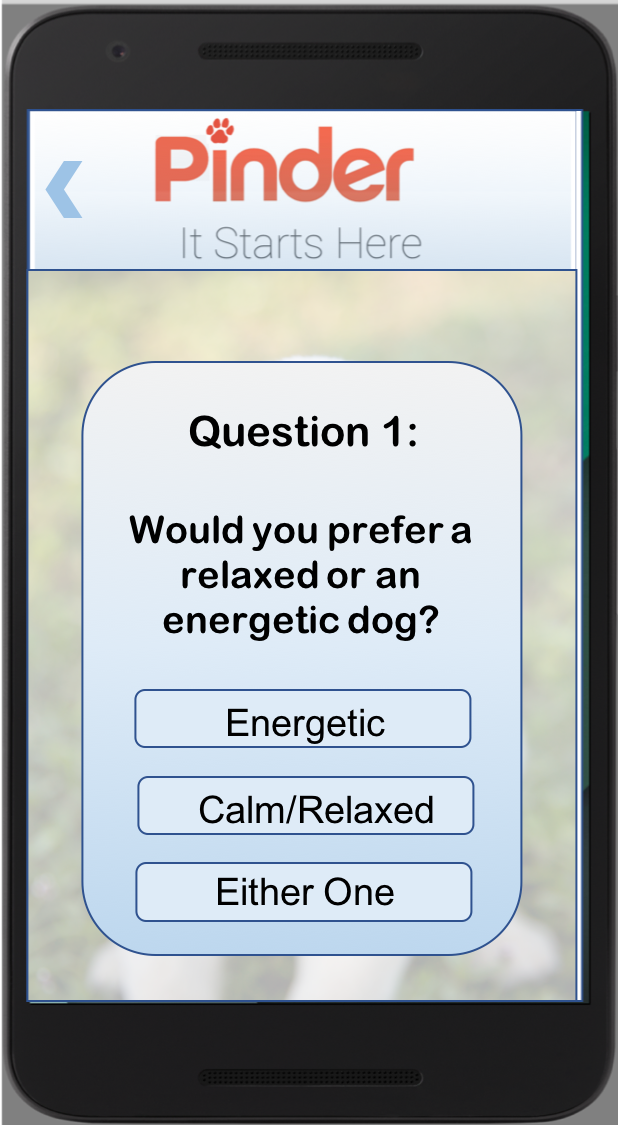 Pinder
It Starts Here
Question 1:
Would you prefer a
relaxed or an
energetic dog?
Energetic
Calm/Relaxed
Either One